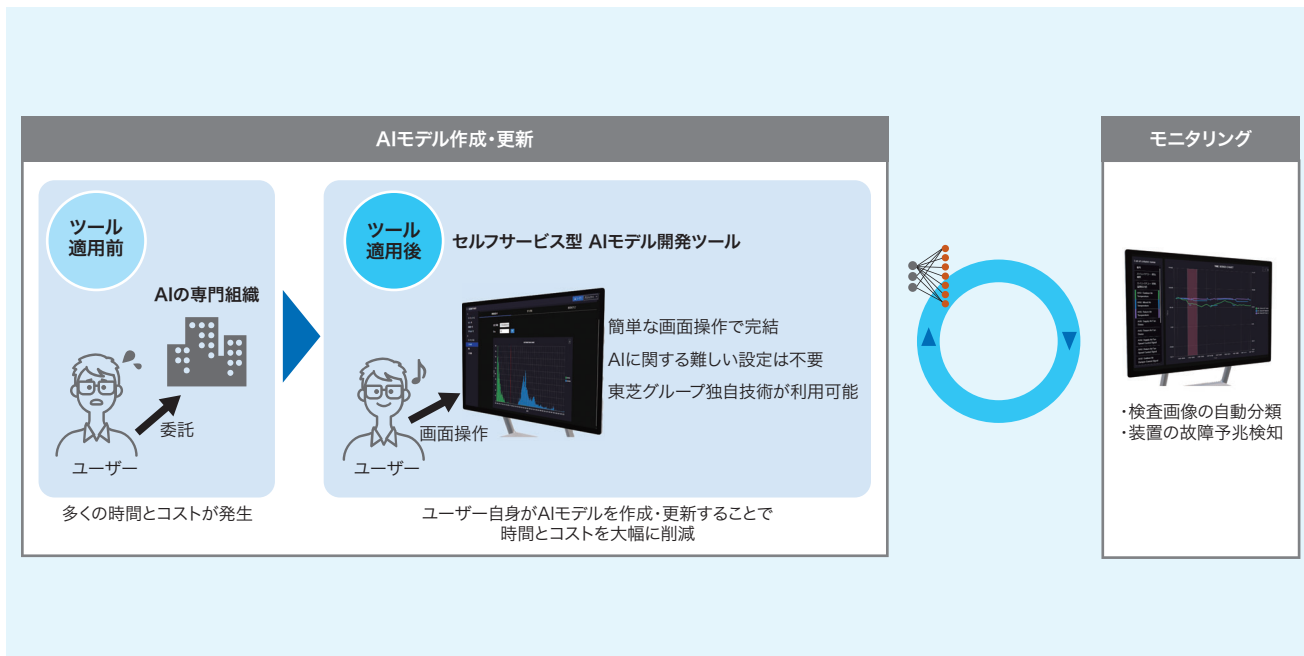 AIモデル作成・更新
ツール
適用前
AIの専門組織
委託
ユーザー
多くの時間とコストが発生
ツール
適用後
セルフサービス型 AIモデル開発ツール
簡単な画面操作で完結
AIに関する難しい設定は不要
東芝グループ独自技術が利用可能
画面操作
ユーザー
ユーザー自身がAIモデルを作成・更新することで
時間とコストを大幅に削減
モニタリング
・検査画像の自動分類
・装置の故障予兆検知